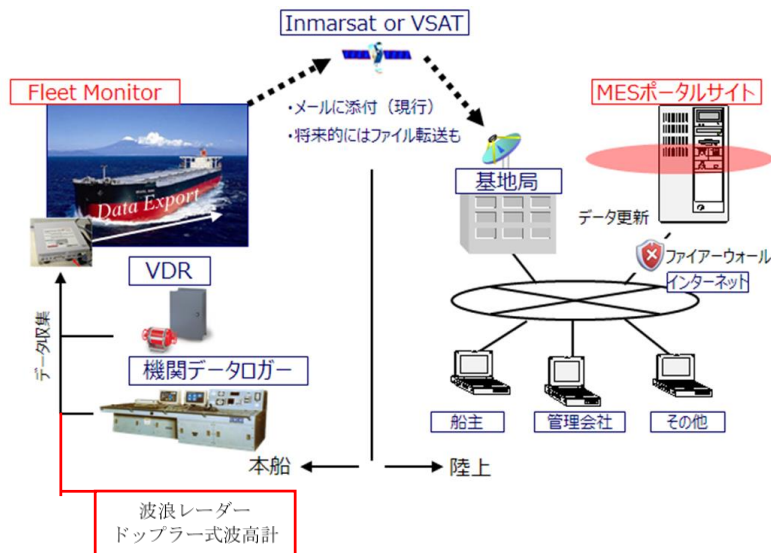 Inmarsat or VSAT
Fleet Monitor
・メールに添付（現行）
・将来的にはファイル転送も
MESポータルサイト
Data Export
基地局
データ更新
ファイアーウォール
インターネット
VDR
データ収集
機関データロガー
船主
管理会社
その他
本船
陸上
波浪レーダー
ドップラー式波高計